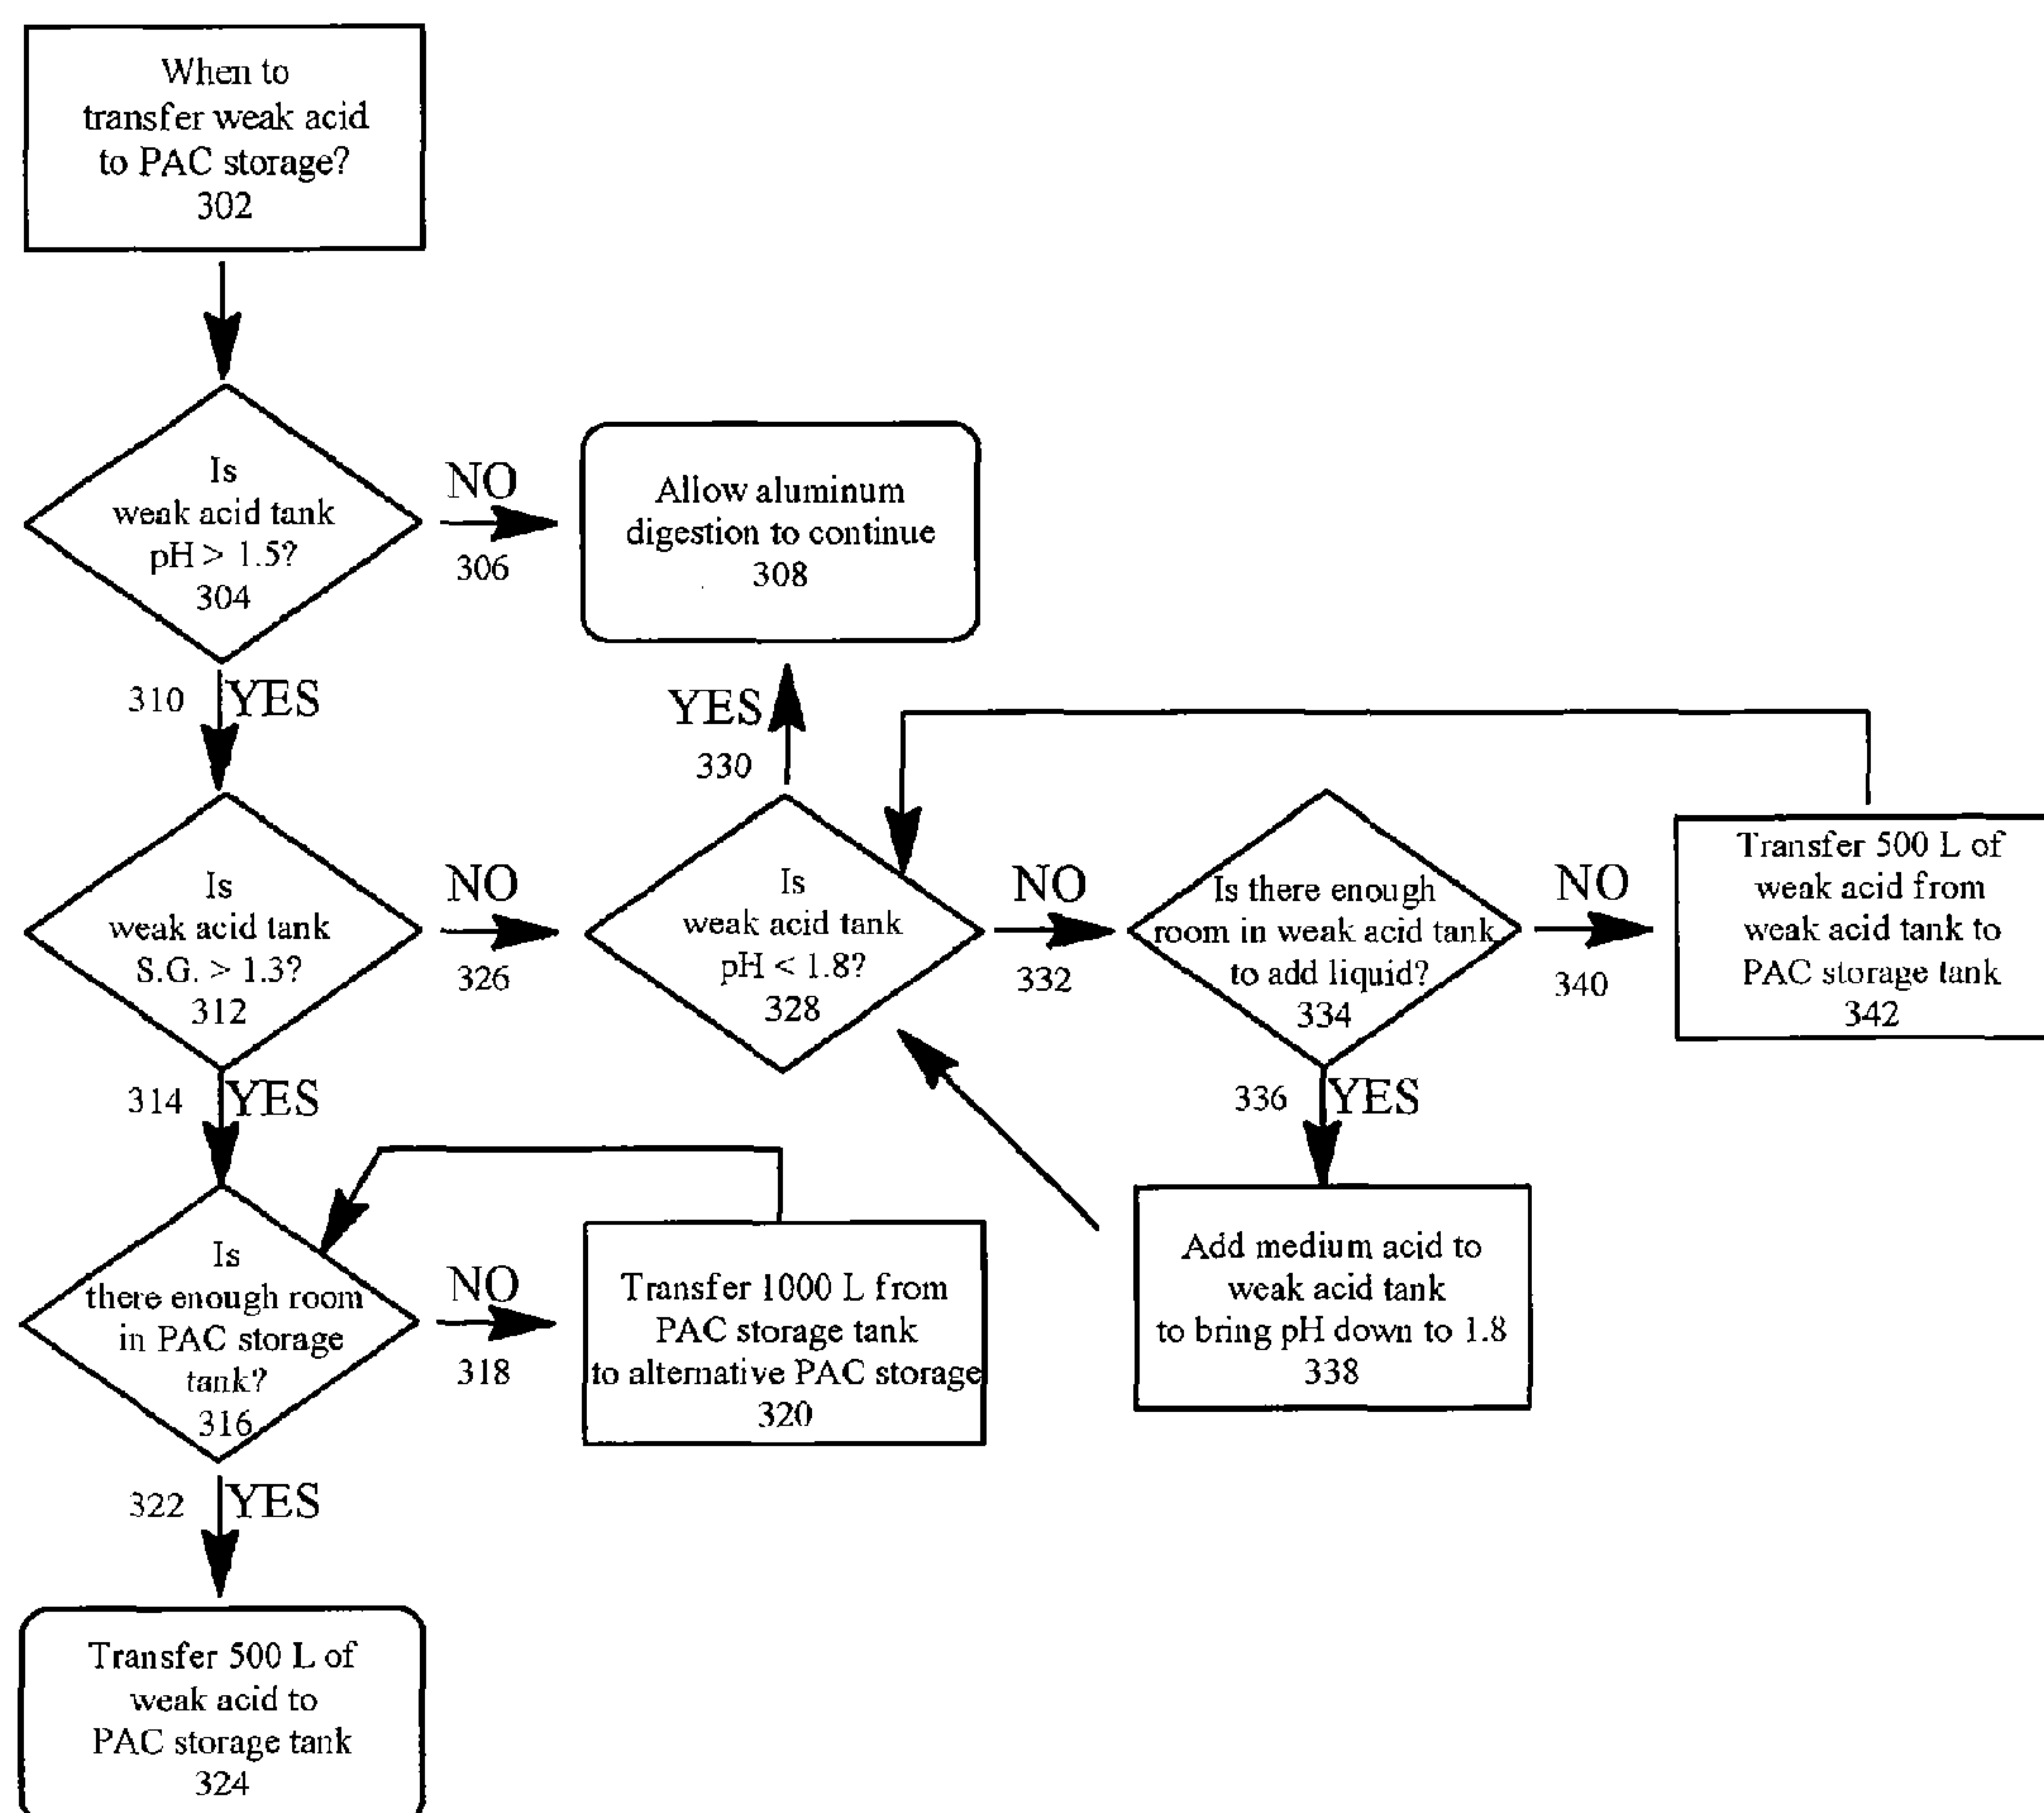 When to
transfer weak acid
to PAC storage?
302
Is
weak acid tank
pH > 1.5?
304
NO
306
Allow aluminum
digestion to continue
308
310
YES
Is
weak acid tank
S.G. > 1.3?
312
NO
326
YES
330
Is
weak acid tank
pH < 1.8?
328
NO
332
Is there enough
room in weak acid tank
to add liquid?
334
NO
340
Transfer 500 L of
weak acid from
weak acid tank to
PAC storage tank
342
314
YES
336
YES
Is
there enough room
in PAC storage
tank?
316
NO
318
Transfer 1000 L from
PAC storage tank
to alternative PAC storage
320
Add medium acid to
weak acid tank
to bring pH down to 1.8
338
322
YES
Transfer 500 L of
weak acid to
PAC storage tank
324